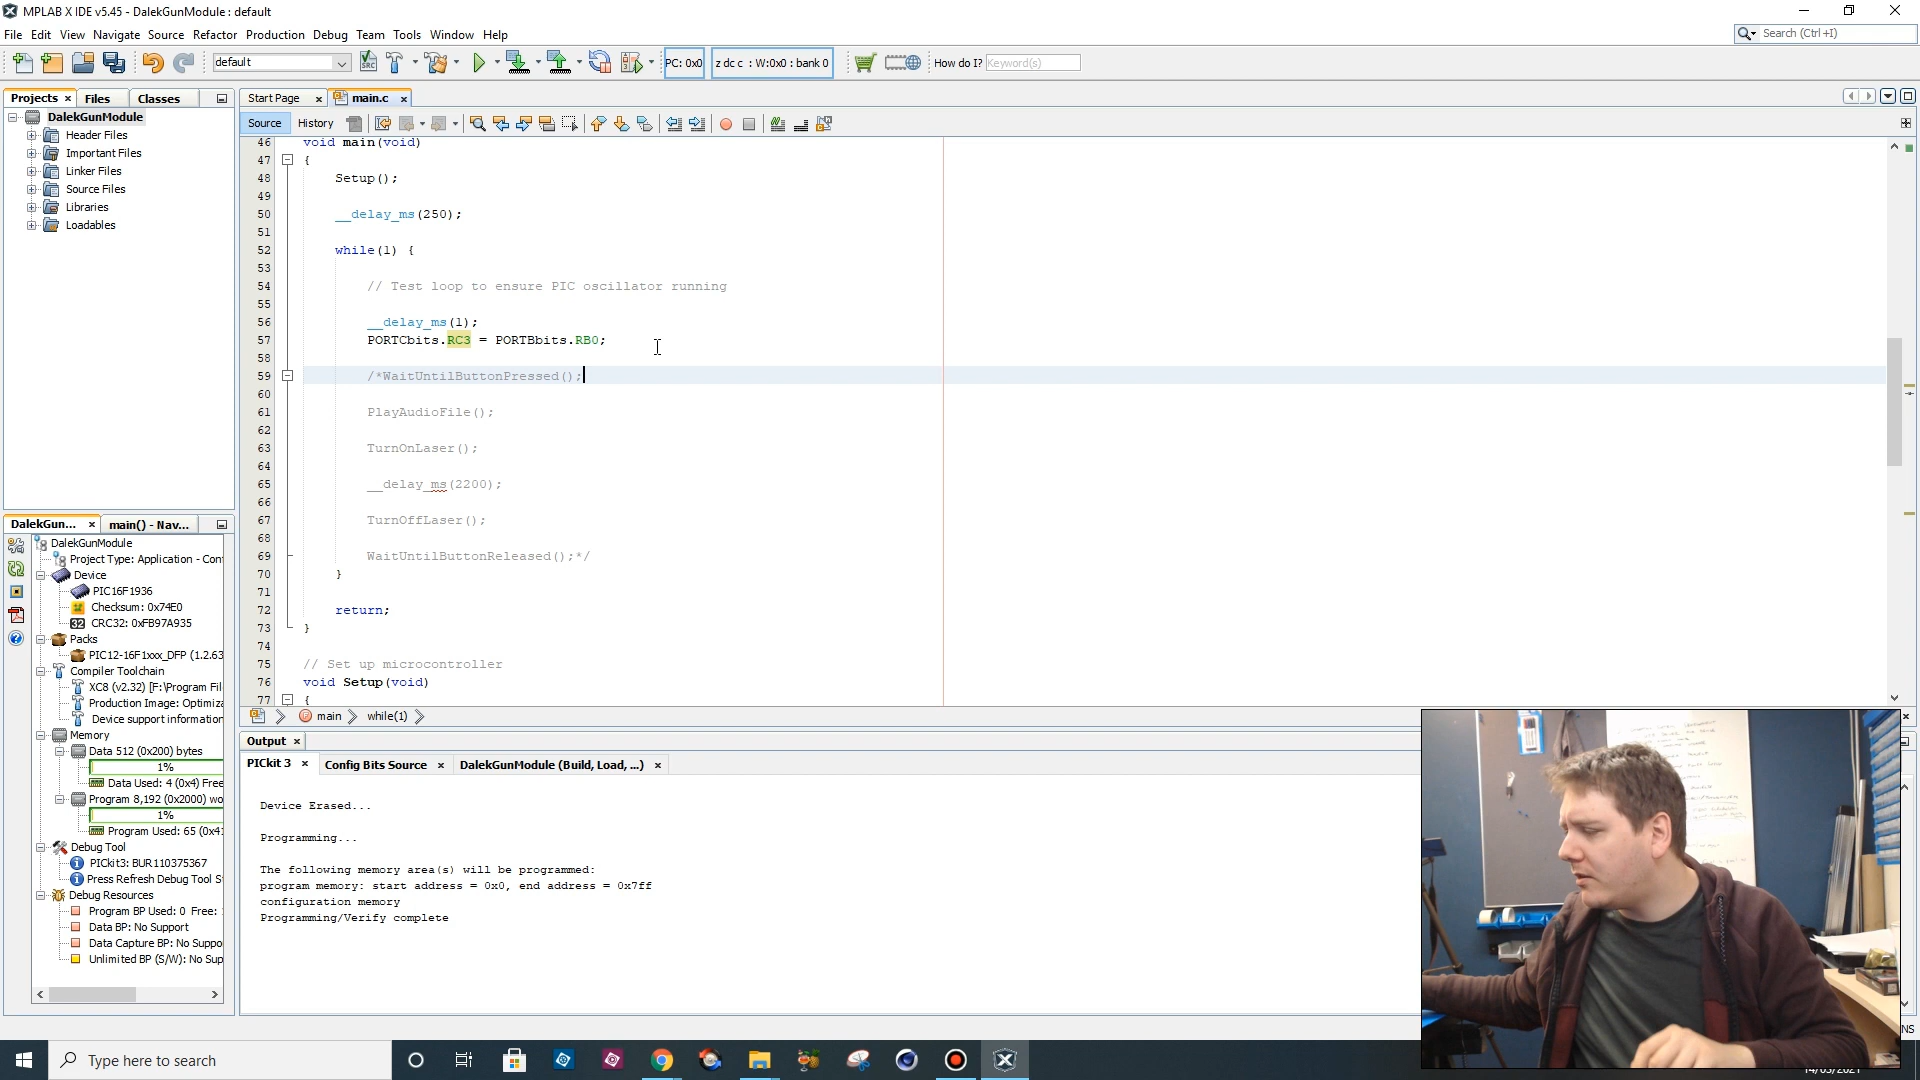 MPLAB X IDE v5.45 - DalekGunModule : default
File Edit View Navigate Source Refactor Production Debug Team Tools Window Help
Search (Ctrl+I)
default
PC: 0x0
z dc c : W:0x0 : bank 0
How do I? Keyword(s)
Projects Files Classes
Start Page main.c
Source History
DalekGunModule
Header Files
Important Files
Linker Files
Source Files
Libraries
Loadables
46 void main(void)
47 {
48 Setup();
49
50 __delay_ms(250);
51
52 while(1) {
53
54 // Test loop to ensure PIC oscillator running
55
56 __delay_ms(1);
57 PORTCbits.RC3 = PORTBbits.RB0;
58
59 /*WaitUntilButtonPressed();
60
61 PlayAudioFile();
62
63 TurnOnLaser();
64
65 __delay_ms(2200);
66
67 TurnOffLaser();
68
69 WaitUntilButtonReleased();*/
70 }
71
72 return;
73 }
74
75 // Set up microcontroller
76 void Setup(void)
77 {
main while(1)
DalekGun... main() - Nav...
DalekGunModule
Project Type: Application - Con
Device
PIC16F1936
Checksum: 0x74E0
CRC32: 0xFB97A935
Packs
PIC12-16F1xxx_DFP (1.2.63
Compiler Toolchain
XC8 (v2.32) [F:\Program Fil
Production Image: Optimiza
Device support information
Memory
Data 512 (0x200) bytes
1%
Data Used: 4 (0x4) Free
Program 8,192 (0x2000) wo
1%
Program Used: 65 (0x41
Debug Tool
PICkit3: BUR110375367
Press Refresh Debug Tool S
Debug Resources
Program BP Used: 0 Free:
Data BP: No Support
Data Capture BP: No Suppo
Unlimited BP (S/W): No Sup
Output
PICkit 3 Config Bits Source DalekGunModule (Build, Load, ...)
Device Erased...
Programming...
The following memory area(s) will be programmed:
program memory: start address = 0x0, end address = 0x7ff
configuration memory
Programming/Verify complete
NS
Type here to search
14/03/2021